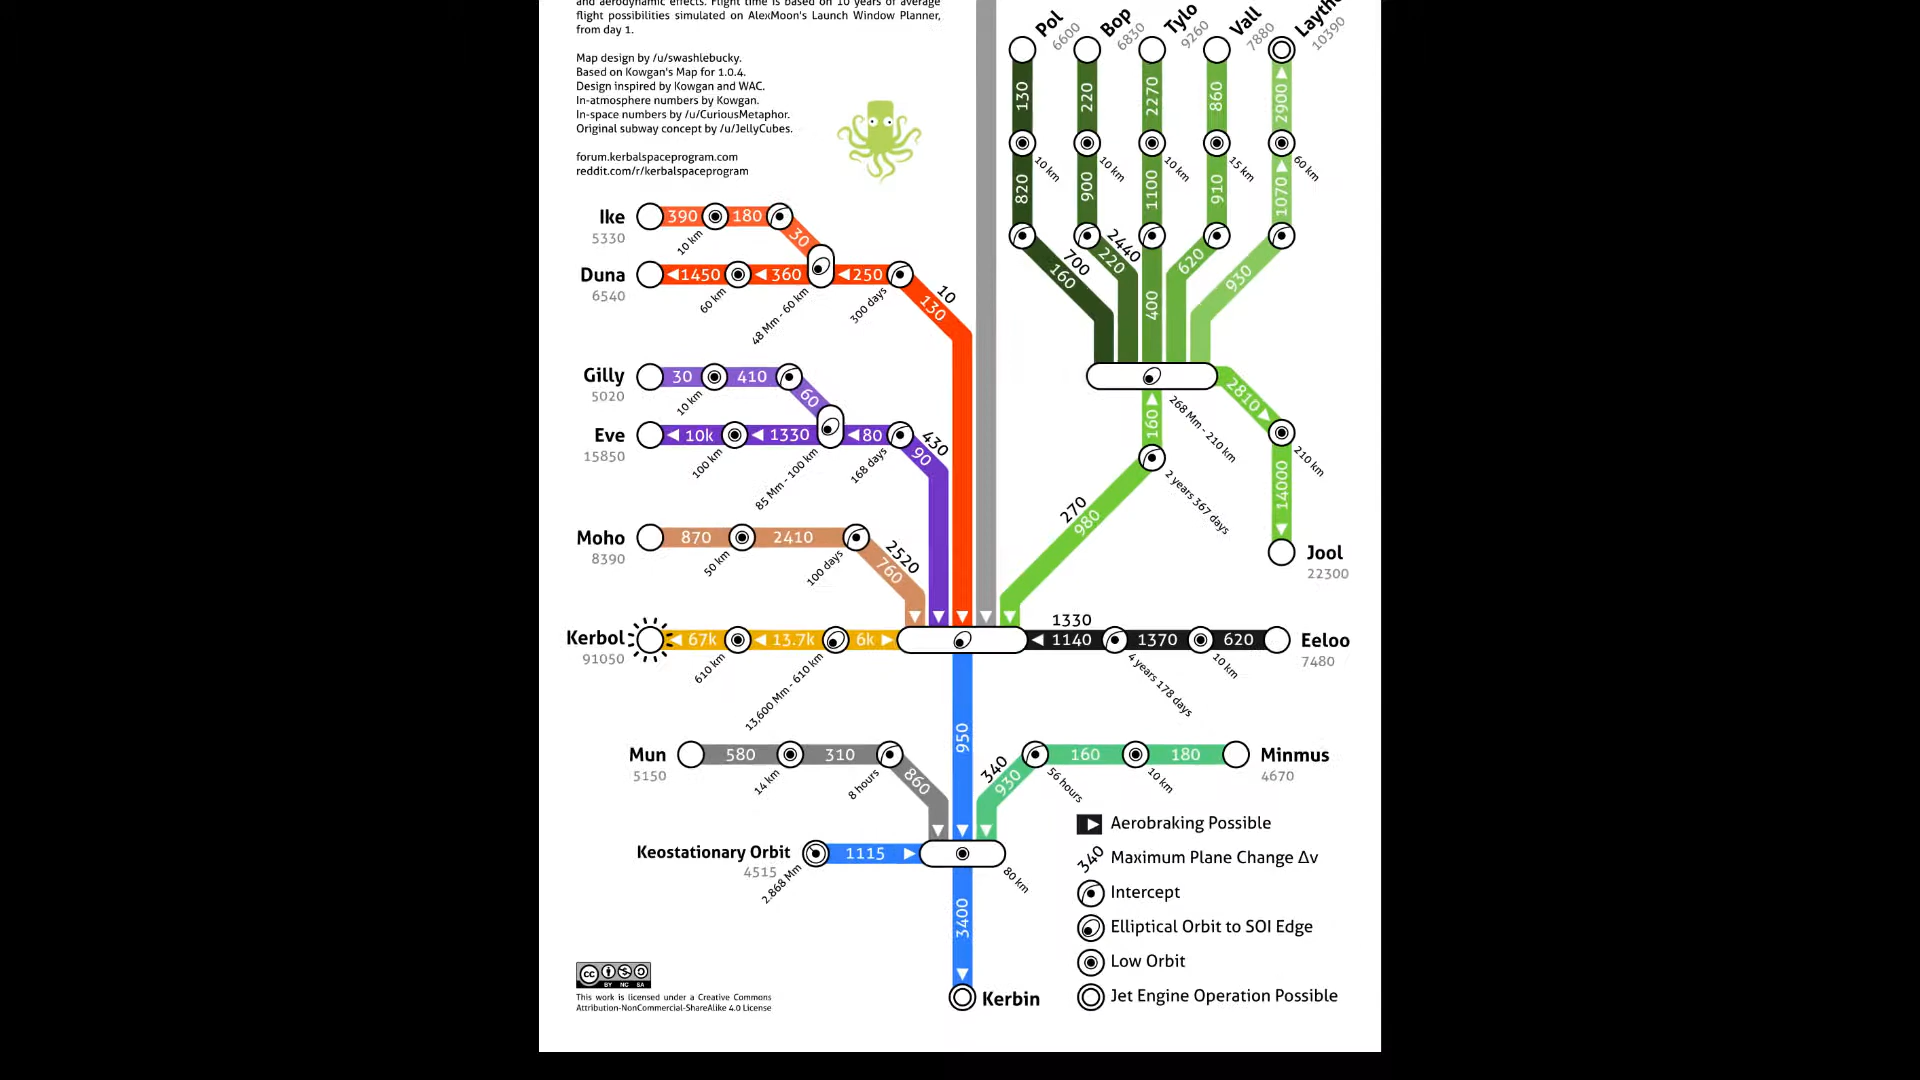 and aerodynamic effects. Flight time is based on 10 years of average
flight possibilities simulated on AlexMoon's Launch Window Planner,
from day 1.
Map design by /u/swashlebucky.
Based on Kowgan's Map for 1.0.4.
Design inspired by Kowgan and WAC.
In-atmosphere numbers by Kowgan.
In-space numbers by /u/CuriousMetaphor.
Original subway concept by /u/JellyCubes.
forum.kerbalspaceprogram.com
reddit.com/r/kerbalspaceprogram
Pol
6600
Bop
6830
Tylo
9260
Vall
7880
Laythe
10390
130
220
2270
860
2900
10 km
10 km
10 km
15 km
60 km
820
900
1100
910
1070
700
160
2440
220
400
620
930
Ike
5330
390
180
30
10 km
Duna
6540
1450
360
250
60 km
48 Mm - 60 km
300 days
10
130
Gilly
5020
30
410
60
10 km
Eve
15850
10k
1330
80
100 km
85 Mm - 100 km
168 days
430
90
2810
268 Mm - 210 km
210 km
160
2 years 367 days
14000
270
980
Jool
22300
Moho
8390
870
2410
50 km
100 days
2520
760
Kerbol
91050
67k
13.7k
6k
610 km
13,600 Mm - 610 km
1330
1140
1370
620
Eeloo
7480
4 years 178 days
10 km
950
Mun
5150
580
310
860
14 km
8 hours
340
930
160
180
Minmus
4670
56 hours
10 km
Keostationary Orbit
4515
1115
2.868 Mm
80 km
3400
Kerbin
Aerobraking Possible
340
Maximum Plane Change Δv
Intercept
Elliptical Orbit to SOI Edge
Low Orbit
Jet Engine Operation Possible
cc
BY NC SA
This work is licensed under a Creative Commons
Attribution-NonCommercial-ShareAlike 4.0 License